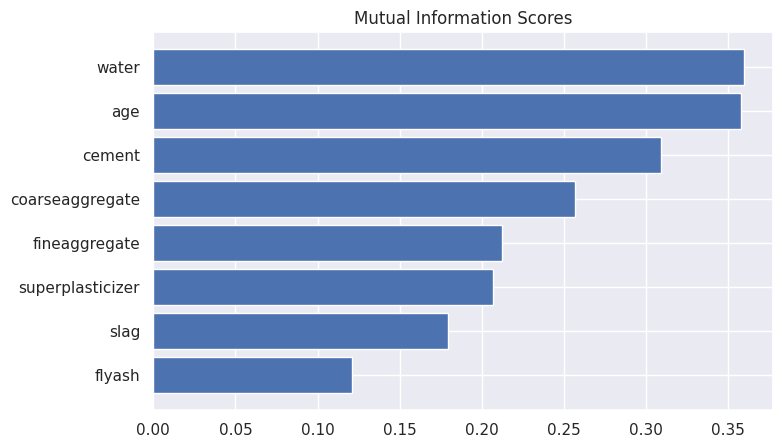 Mutual Information Scores
water
age
cement
coarseaggregate
fineaggregate
superplasticizer
slag
flyash
0.00 0.05 0.10 0.15 0.20 0.25 0.30 0.35